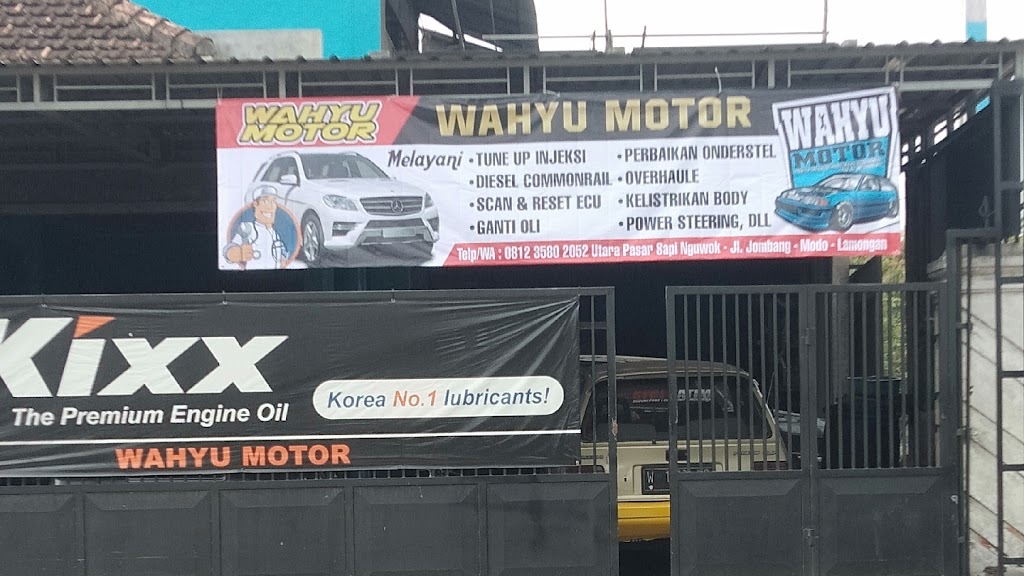 WAHYU
MOTOR
WAHYU MOTOR
WAHYU
MOTOR
Melayani
• TUNE UP INJEKSI
• DIESEL COMMONRAIL
• SCAN & RESET ECU
• GANTI OLI
• PERBAIKAN ONDERSTEL
• OVERHAULE
• KELISTRIKAN BODY
• POWER STEERING, DLL
Telp/WA : 0812 3580 2052 Utara Pasar Sapi Nguwok - Jl. Jombang - Modo - Lamongan
Kixx
The Premium Engine Oil
Korea No.1 lubricants!
WAHYU MOTOR